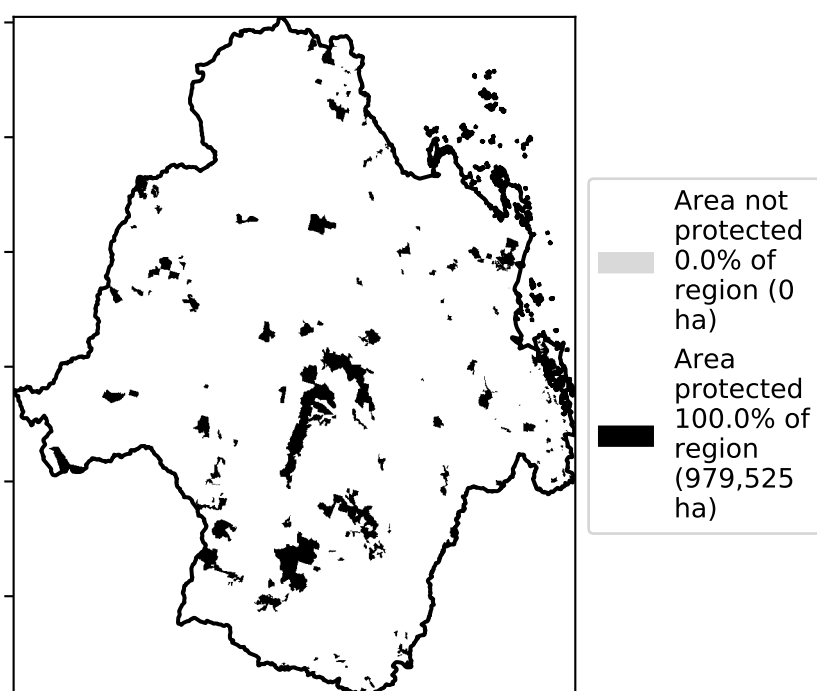 Area not
protected
0.0% of
region (0
ha)
Area
protected
100.0% of
region
(979,525
ha)